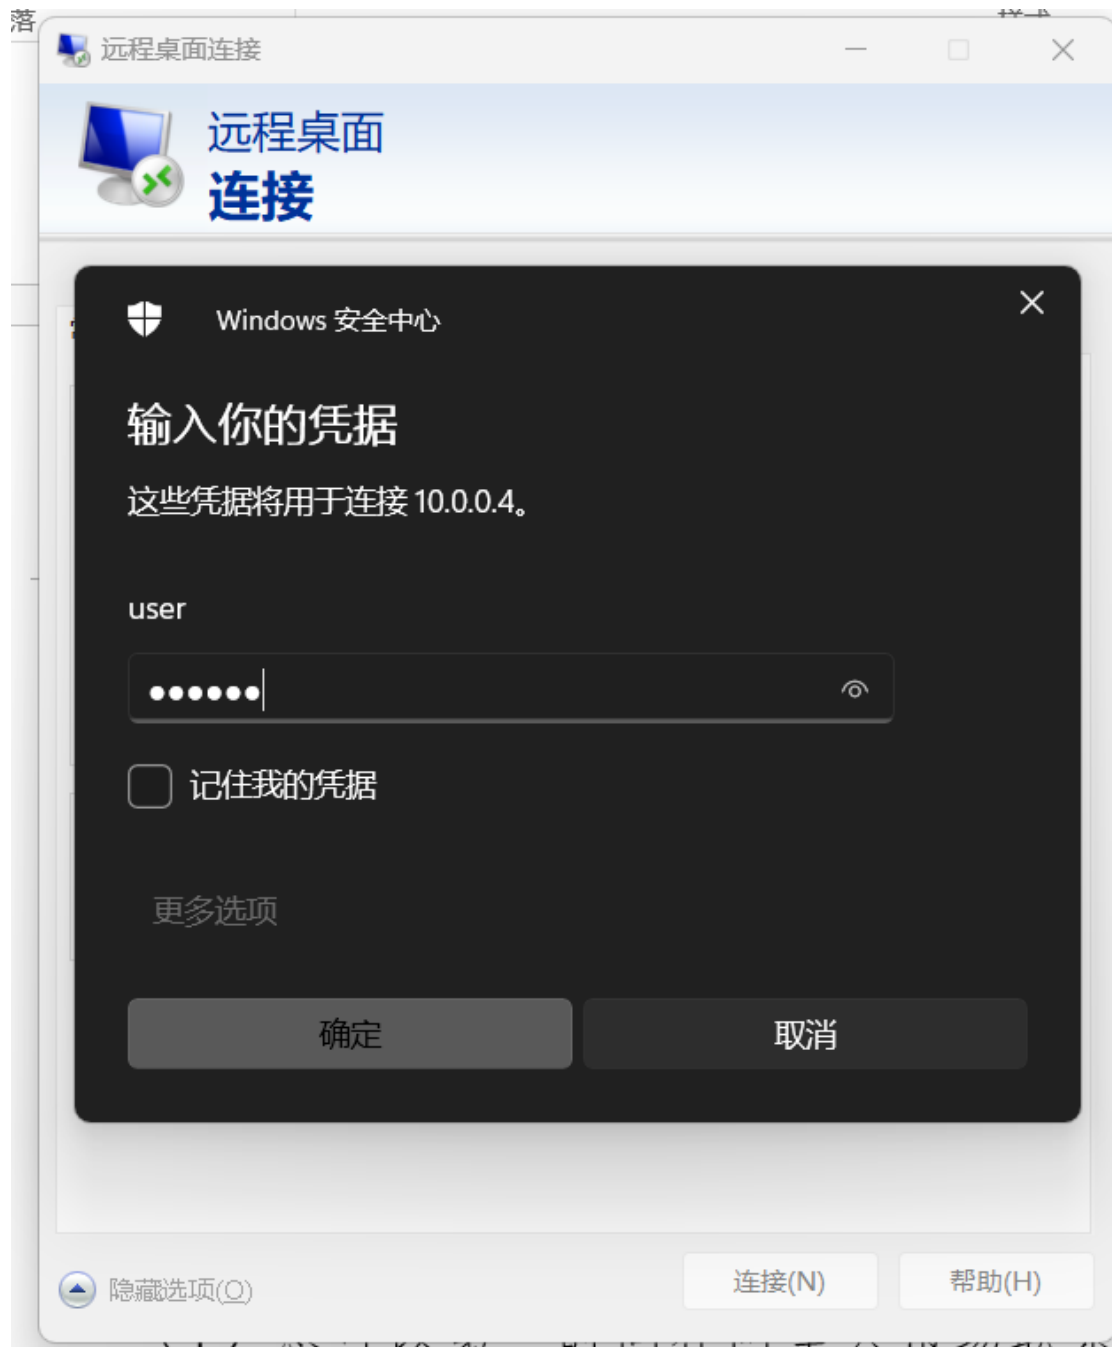 落
样式
远程桌面连接
远程桌面
连接
Windows 安全中心
输入你的凭据
这些凭据将用于连接 10.0.0.4。
user
●●●●●●
记住我的凭据
更多选项
确定
取消
隐藏选项(O)
连接(N)
帮助(H)